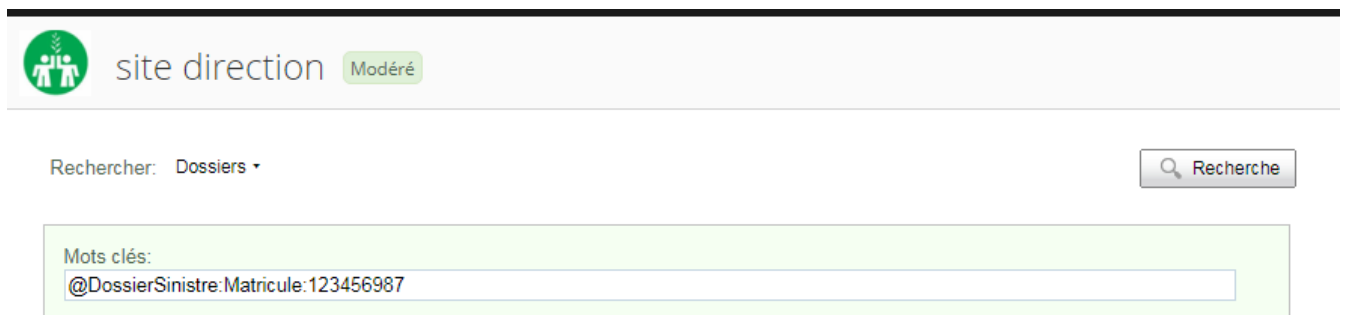 site direction Modéré
Rechercher: Dossiers
Recherche
Mots clés:
@DossierSinistre:Matricule:123456987